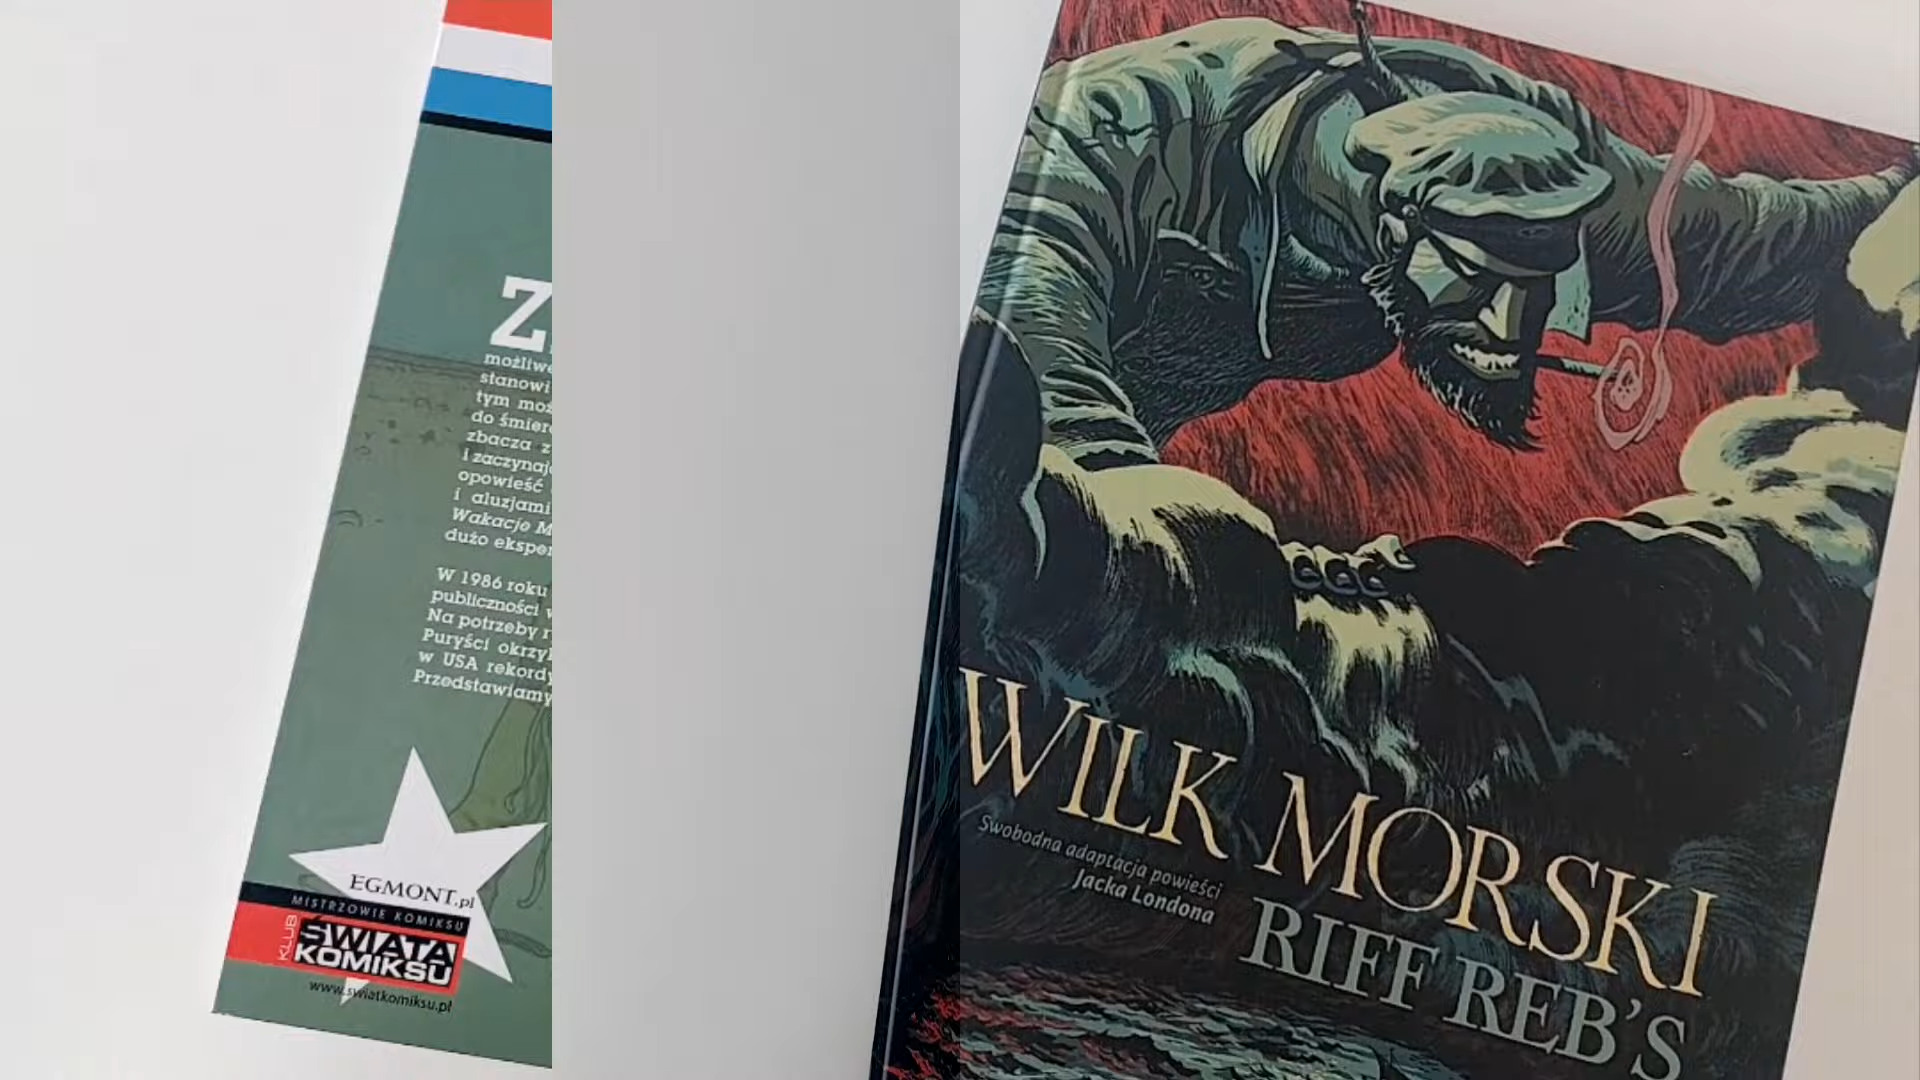 Z
możliwe
stanowi
tym moż
do śmier
zbacza z
i zaczynaj
opowieść
i aluzjami
Wakacje M
dużo ekspe
W 1986 roku
publiczności w
Na potrzeby r
Puryści okrzy
w USA rekordy
Przedstawiamy
EGMONT.pl
MISTRZOWIE KOMIKSU
KLUB
ŚWIATA
KOMIKSU
www.swiatkomiksu.pl
WILK MORSKI
Swobodna adaptacja powieści
Jacka Londona
RIFF REB'S